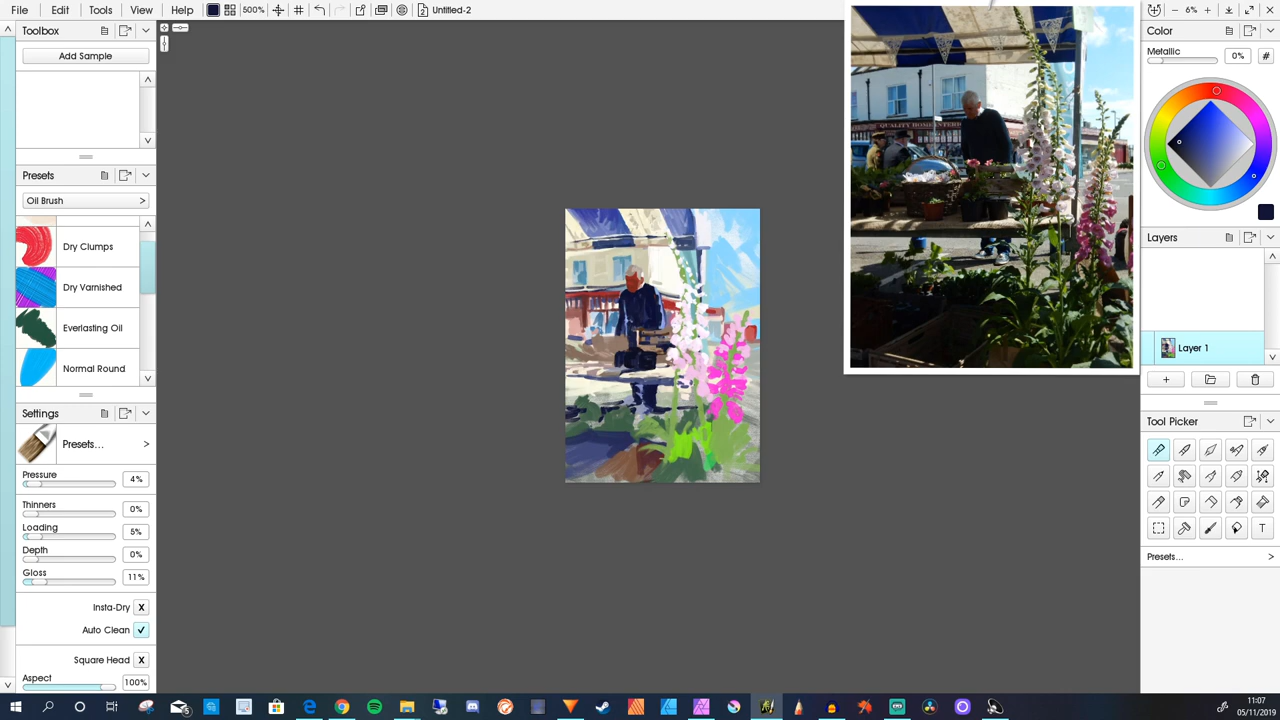 File Edit Tools View Help 500% Untitled-2 6%
Toolbox
Add Sample
Presets
Oil Brush >
Dry Clumps
Dry Varnished
Everlasting Oil
Normal Round
Settings
Presets... >
Pressure
4%
Thinners
0%
Loading
5%
Depth
0%
Gloss
11%
Insta-Dry X
Auto Clean ✓
Square Head X
Aspect
100%
QUALITY HOME
Color
Metallic
0% #
Layers
Layer 1
+
Tool Picker
T
Presets... >
5
11:07
05/11/2019